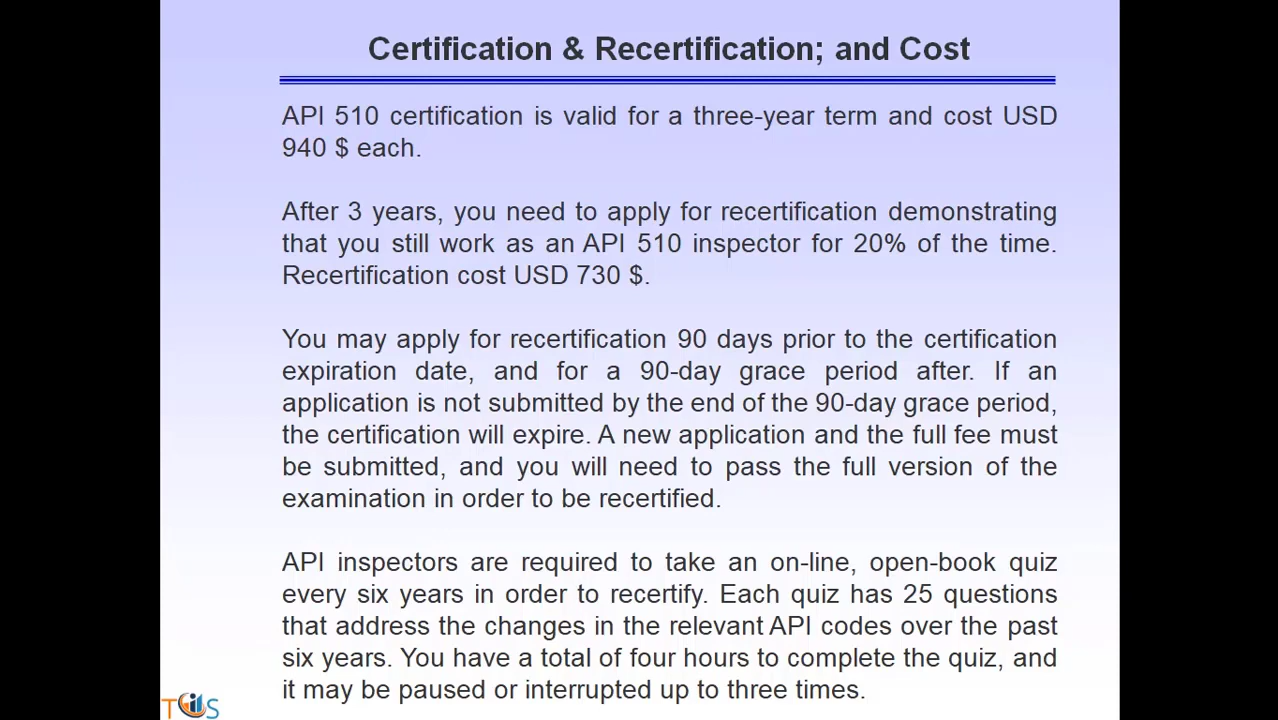 Certification & Recertification; and Cost
API 510 certification is valid for a three-year term and cost USD
940 $ each.
After 3 years, you need to apply for recertification demonstrating
that you still work as an API 510 inspector for 20% of the time.
Recertification cost USD 730 $.
You may apply for recertification 90 days prior to the certification
expiration date, and for a 90-day grace period after. If an
application is not submitted by the end of the 90-day grace period,
the certification will expire. A new application and the full fee must
be submitted, and you will need to pass the full version of the
examination in order to be recertified.
API inspectors are required to take an on-line, open-book quiz
every six years in order to recertify. Each quiz has 25 questions
that address the changes in the relevant API codes over the past
six years. You have a total of four hours to complete the quiz, and
it may be paused or interrupted up to three times.